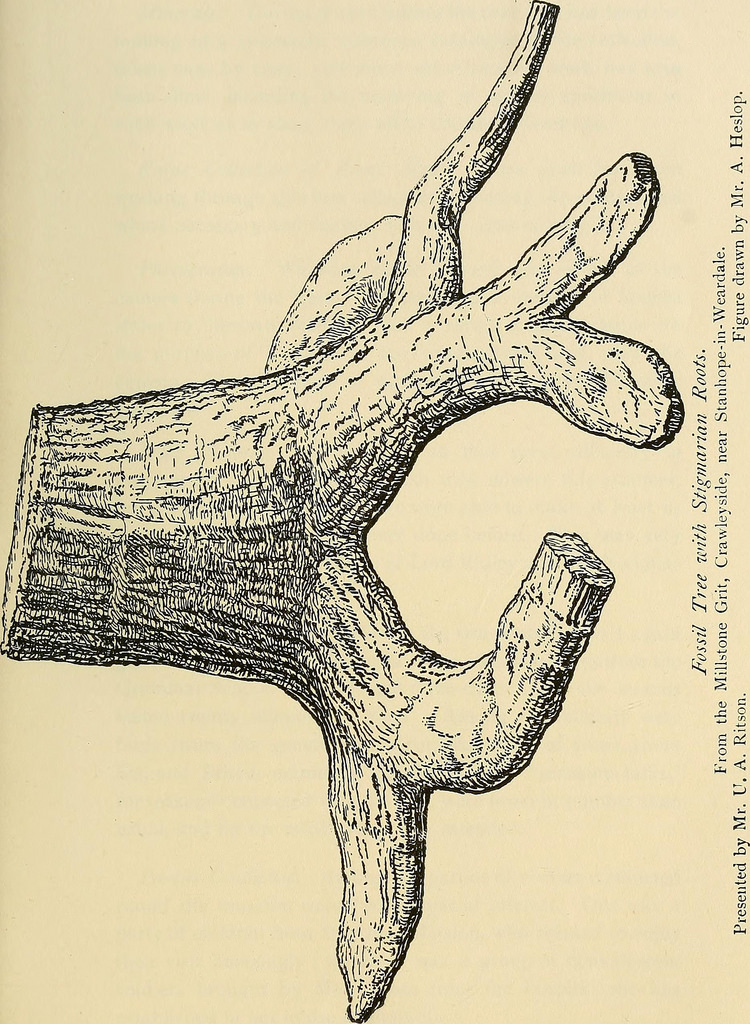 Fossil Tree with Stigmarian Roots.
From the Millstone Grit, Crawleyside, near Stanhope-in-Weardale.
Presented by Mr. U. A. Ritson. Figure drawn by Mr. A. Heslop.